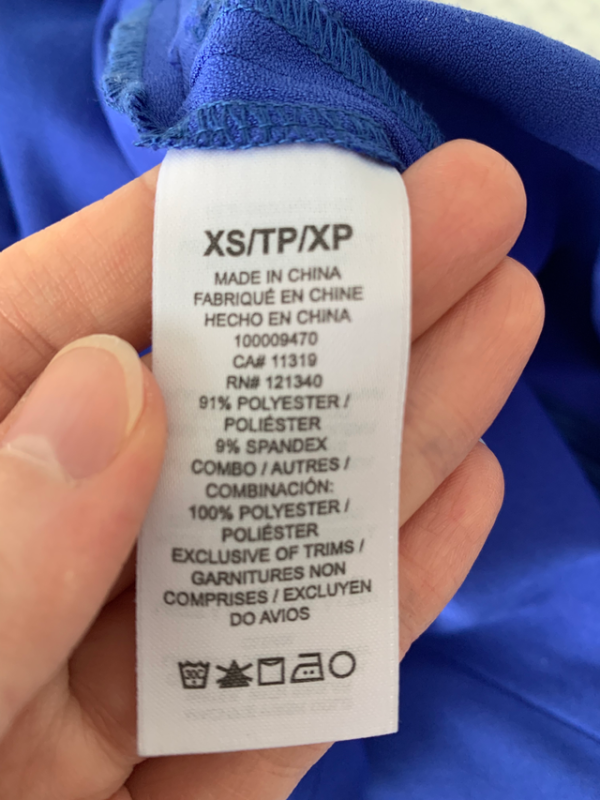 XS/TP/XP
MADE IN CHINA
FABRIQUÉ EN CHINE
HECHO EN CHINA
100009470
CA# 11319
RN# 121340
91% POLYESTER /
POLIÉSTER
9% SPANDEX
COMBO / AUTRES /
COMBINACIÓN:
100% POLYESTER /
POLIÉSTER
EXCLUSIVE OF TRIMS /
GARNITURES NON
COMPRISES / EXCLUYEN
DO AVIOS
30C